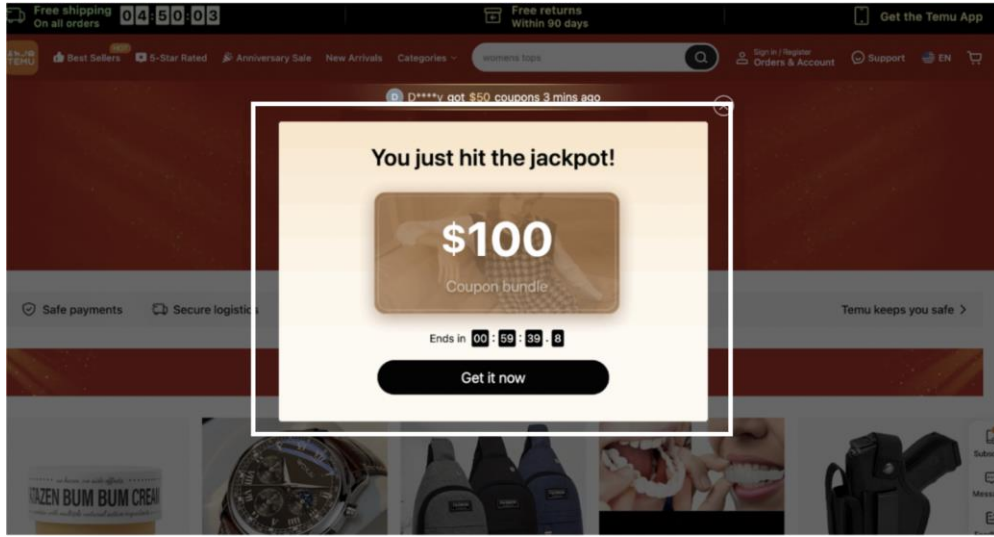 Free shipping
On all orders
04:50:03
Free returns
Within 90 days
Get the Temu App
TEMU
HOT
Best Sellers
5-Star Rated
Anniversary Sale
New Arrivals
Categories
womens tops
Sign in / Register
Orders & Account
Support
EN
D****y got $50 coupons 3 mins ago
You just hit the jackpot!
$100
Coupon bundle
Ends in 00:59:39.8
Get it now
Safe payments
Secure logistics
Temu keeps you safe >
BUM BUM CREAM